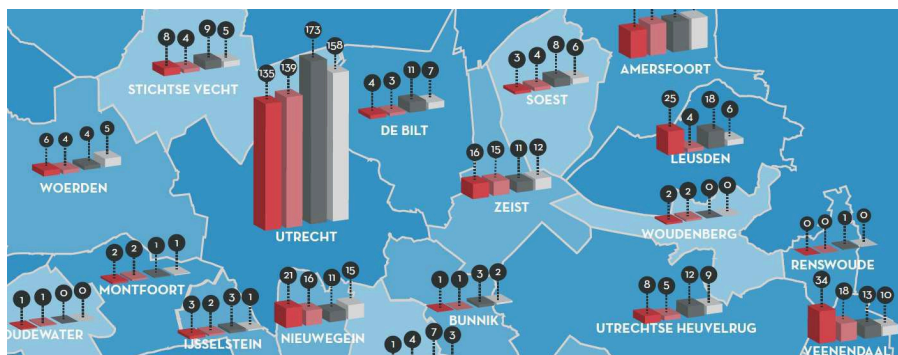 8 4 9 5
STICHTSE VECHT
135 139 173 158
UTRECHT
4 3 11 7
DE BILT
3 4 8 6
SOEST
AMERSFOORT
25 4 18 6
LEUSDEN
6 4 4 5
WOERDEN
16 15 11 12
ZEIST
2 2 0 0
WOUDENBERG
0 0 1 0
RENSWOUDE
2 2 1 1
MONTFOORT
1 1 0 0
OUDEWATER
3 2 3 1
IJSSELSTEIN
21 16 11 15
NIEUWEGEIN
1 1 3 2
BUNNIK
8 5 12 9
UTRECHTSE HEUVELRUG
34 18 13 10
VEENENDAAL
1 4 7 3